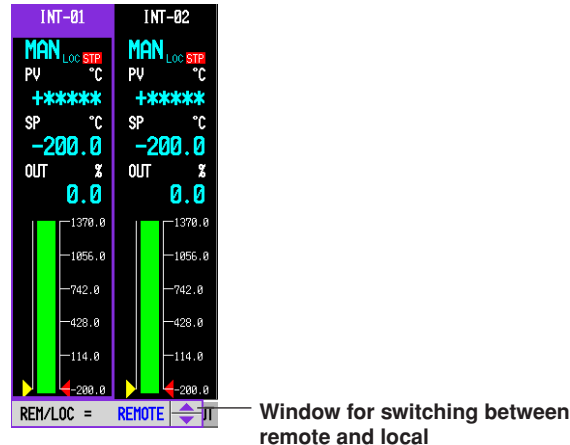 INT-01 INT-02
MAN LOC STP MAN LOC STP
PV °C PV °C
+***** +*****
SP °C SP °C
-200.0 -200.0
OUT % OUT %
0.0 0.0
1370.0 1370.0
1056.0 1056.0
742.0 742.0
428.0 428.0
114.0 114.0
-200.0 -200.0
REM/LOC = REMOTE
Window for switching between
remote and local